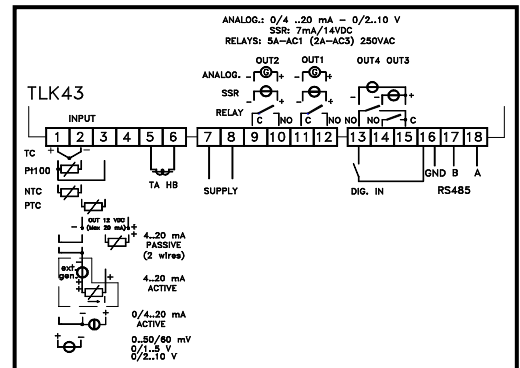 ANALOG.: 0/4 ..20 mA - 0/2..10 V
SSR: 7mA/14VDC
RELAYS: 5A-AC1 (2A-AC3) 250VAC
OUT2 OUT1 OUT4 OUT3
ANALOG. - G + - G +
SSR - + - + - +
RELAY
C NO C NO NO NO C
TLK43
INPUT
1 2 3 4 5 6 7 8 9 10 11 12 13 14 15 16 17 18
TC + -
Pt100
NTC
PTC
TA HB
SUPPLY
DIG. IN
GND B A
RS485
OUT 12 VDC
(Max 20 mA)
4..20 mA
PASSIVE
(2 wires)
ext.
gen.
4..20 mA
ACTIVE
0/4..20 mA
ACTIVE
0..50/60 mV
0/1..5 V
0/2..10 V